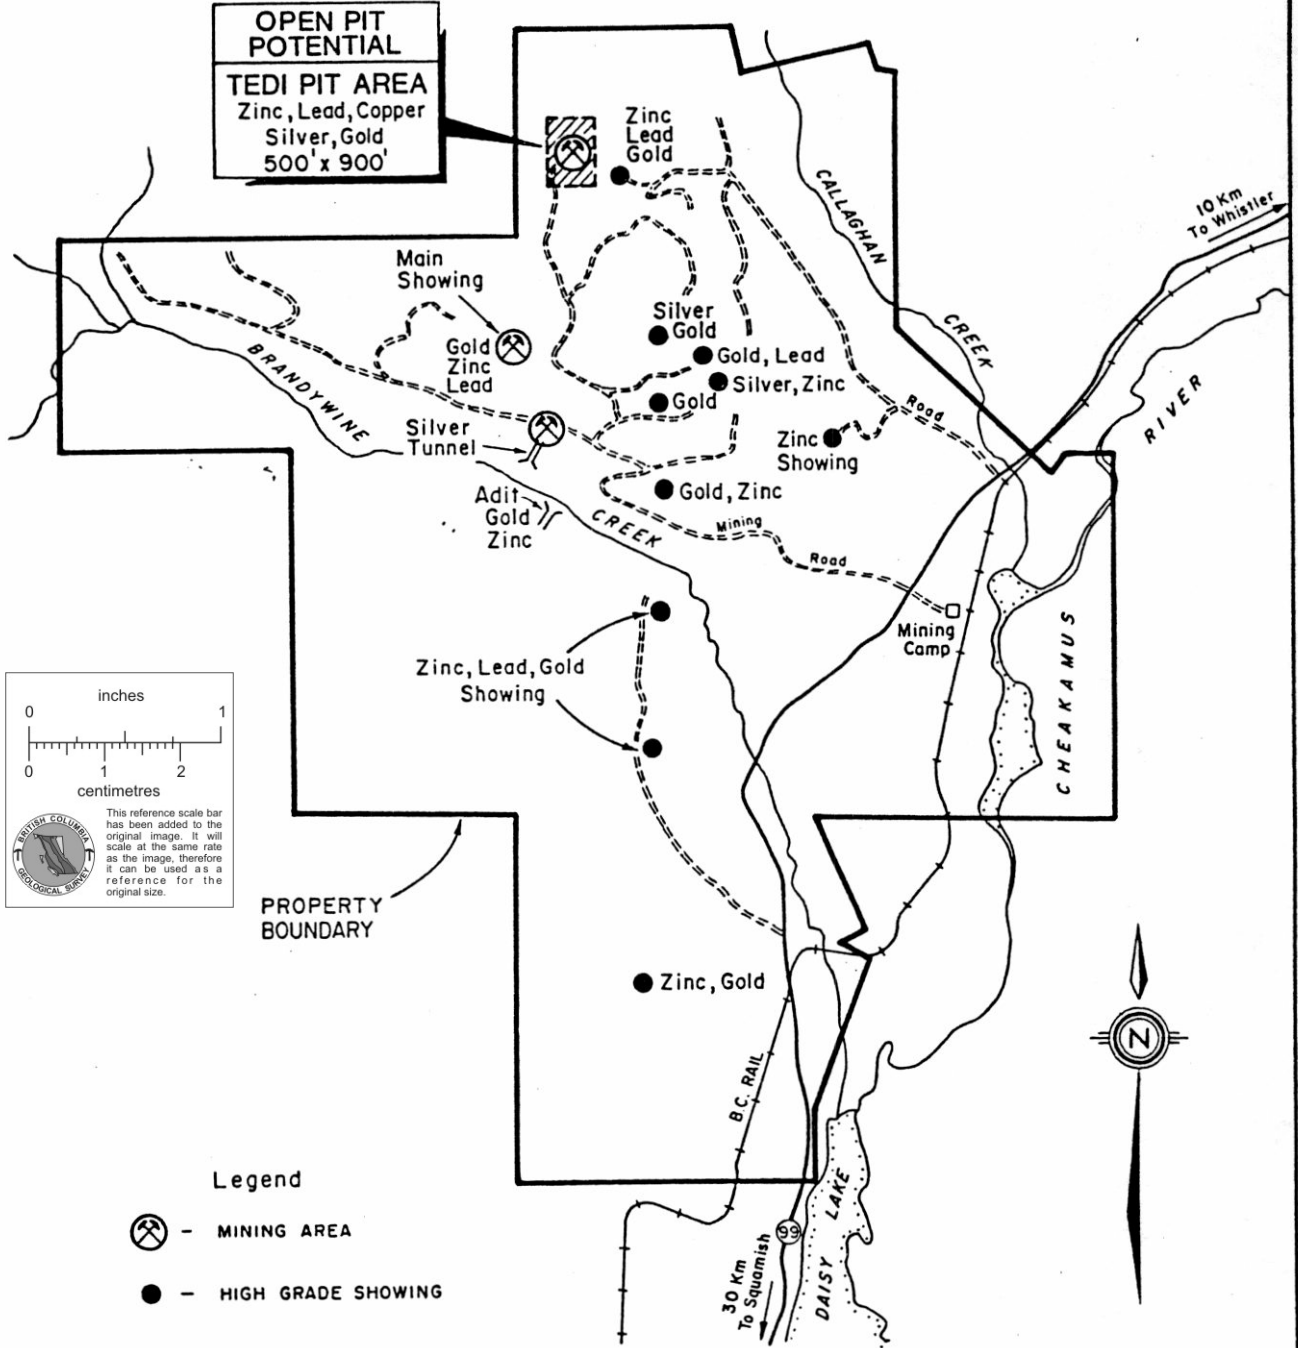 OPEN PIT
POTENTIAL
TEDI PIT AREA
Zinc, Lead, Copper
Silver, Gold
500' x 900'
Zinc
Lead
Gold
CALLAGHAN
CREEK
10 Km
To Whistler
Main
Showing
Gold
Zinc
Lead
Silver
Gold
Gold, Lead
Silver, Zinc
Gold
Road
RIVER
BRANDYWINE
CREEK
Silver
Tunnel
Zinc
Showing
Adit
Gold
Zinc
Gold, Zinc
Mining
Road
Mining
Camp
CHEAKAMUS
Zinc, Lead, Gold
Showing
inches
0 1
0 1 2
centimetres
BRITISH COLUMBIA
GEOLOGICAL SURVEY
This reference scale bar
has been added to the
original image. It will
scale at the same rate
as the image, therefore
it can be used as a
reference for the
original size.
PROPERTY
BOUNDARY
Zinc, Gold
N
B.C. RAIL
Legend
- MINING AREA
- HIGH GRADE SHOWING
99
30 Km
To Squamish
DAISY LAKE